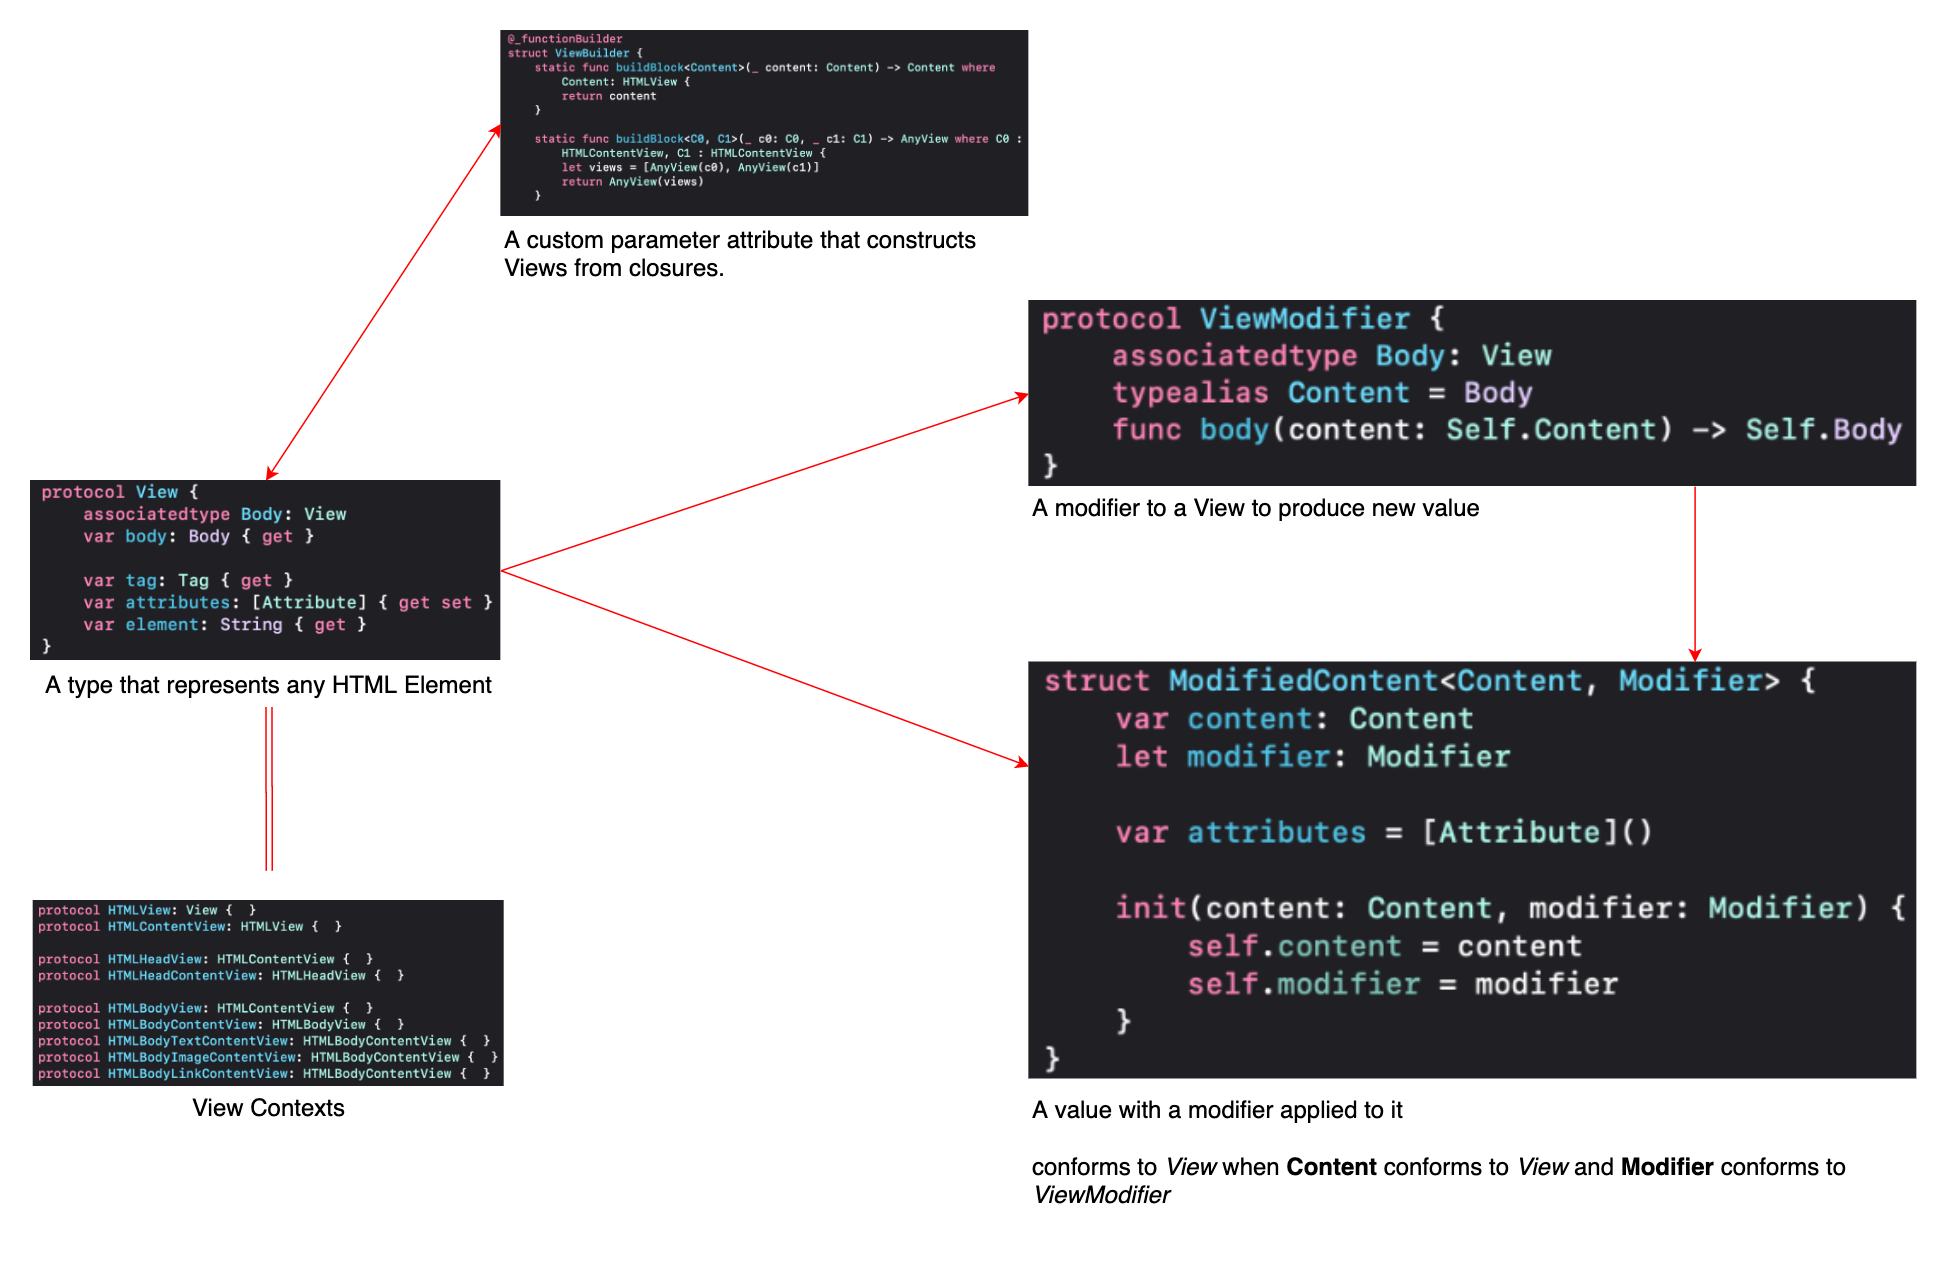 @_functionBuilder
struct ViewBuilder {
    static func buildBlock<Content>(_ content: Content) -> Content where
        Content: HTMLView {
        return content
    }
    static func buildBlock<C0, C1>(_ c0: C0, _ c1: C1) -> AnyView where C0 :
        HTMLContentView, C1 : HTMLContentView {
        let views = [AnyView(c0), AnyView(c1)]
        return AnyView(views)
    }
A custom parameter attribute that constructs
Views from closures.
protocol ViewModifier {
    associatedtype Body: View
    typealias Content = Body
    func body(content: Self.Content) -> Self.Body
}
A modifier to a View to produce new value
protocol View {
    associatedtype Body: View
    var body: Body { get }
    var tag: Tag { get }
    var attributes: [Attribute] { get set }
    var element: String { get }
}
A type that represents any HTML Element
struct ModifiedContent<Content, Modifier> {
    var content: Content
    let modifier: Modifier
    var attributes = [Attribute]()
    init(content: Content, modifier: Modifier) {
        self.content = content
        self.modifier = modifier
    }
}
A value with a modifier applied to it
conforms to View when Content conforms to View and Modifier conforms to
ViewModifier
protocol HTMLView: View {  }
protocol HTMLContentView: HTMLView {  }
protocol HTMLHeadView: HTMLContentView {  }
protocol HTMLHeadContentView: HTMLHeadView {  }
protocol HTMLBodyView: HTMLContentView {  }
protocol HTMLBodyContentView: HTMLBodyView {  }
protocol HTMLBodyTextContentView: HTMLBodyContentView {  }
protocol HTMLBodyImageContentView: HTMLBodyContentView {  }
protocol HTMLBodyLinkContentView: HTMLBodyContentView {  }
View Contexts